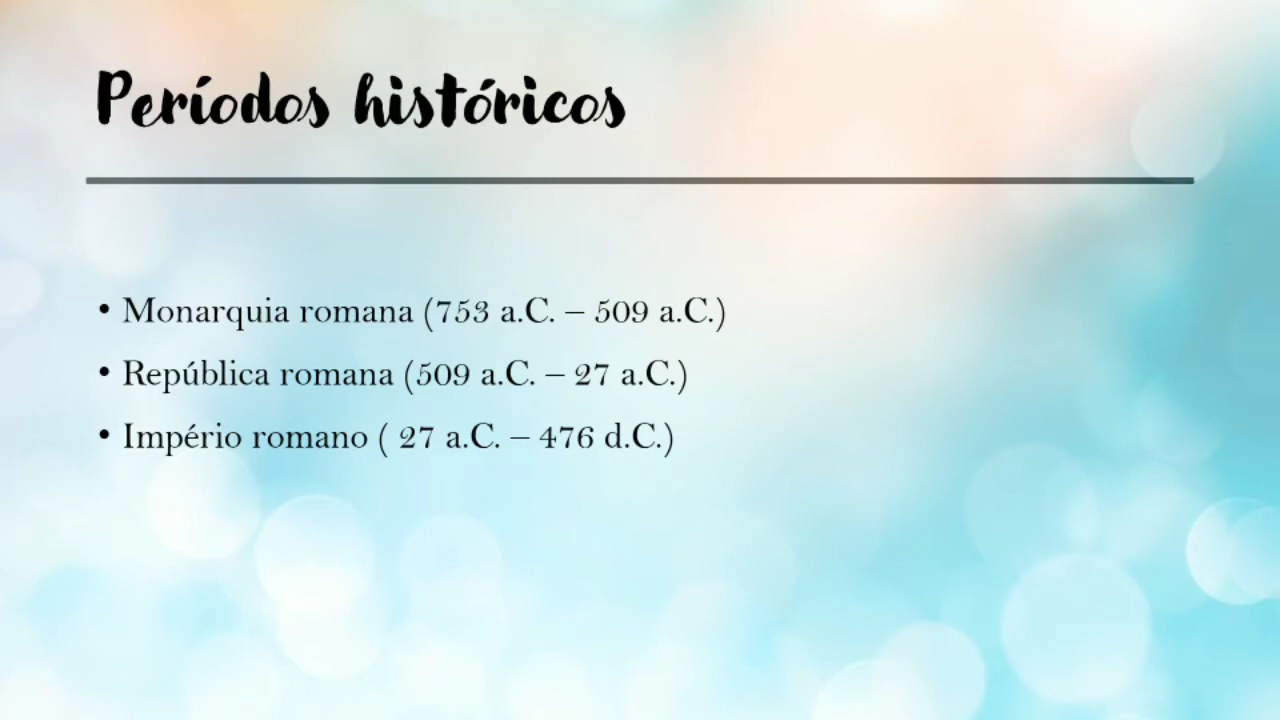 Períodos históricos
• Monarquia romana (753 a.C. – 509 a.C.)
• República romana (509 a.C. – 27 a.C.)
• Império romano ( 27 a.C. – 476 d.C.)